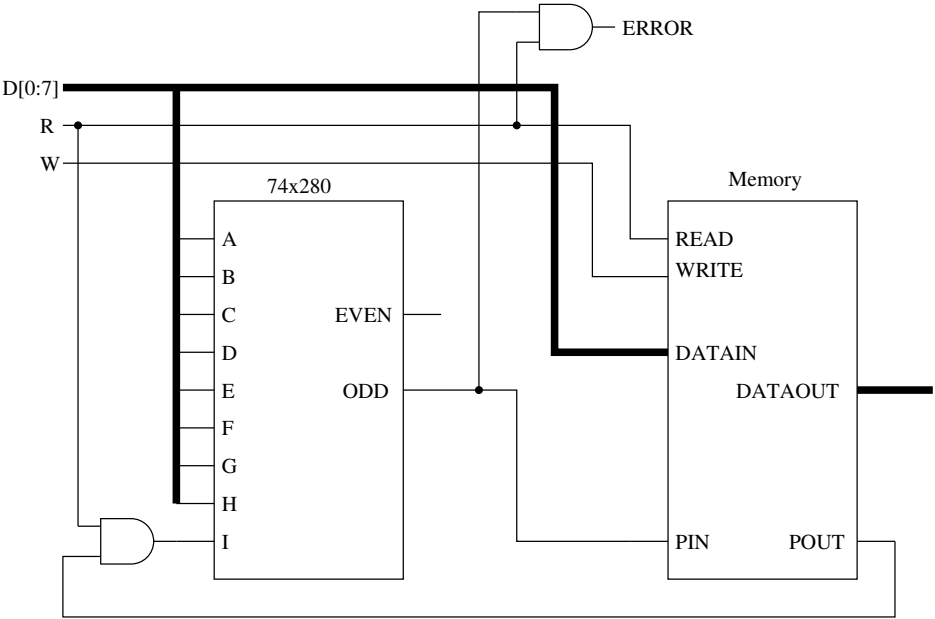 ERROR
D[0:7]
R
W
74x280
Memory
A
READ
B
WRITE
C
EVEN
D
DATAIN
E
ODD
DATAOUT
F
G
H
I
PIN
POUT